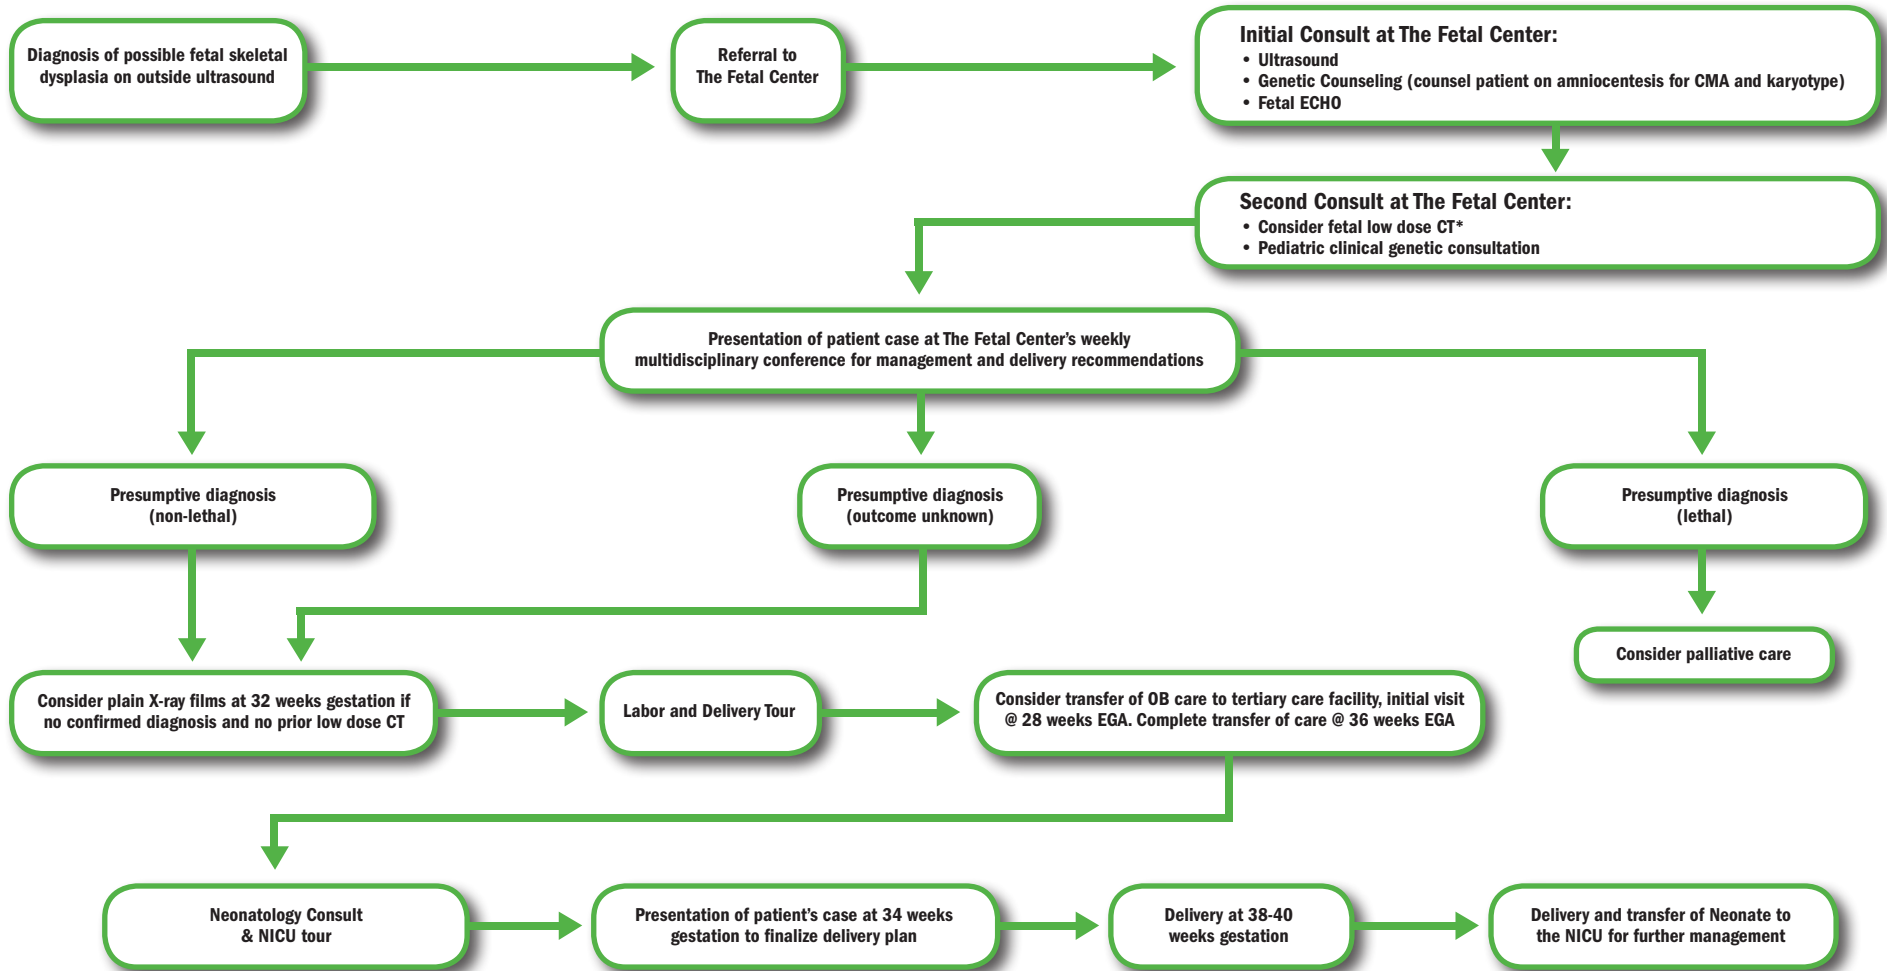 Diagnosis of possible fetal skeletal
dysplasia on outside ultrasound
Referral to
The Fetal Center
Initial Consult at The Fetal Center:
• Ultrasound
• Genetic Counseling (counsel patient on amniocentesis for CMA and karyotype)
• Fetal ECHO
Second Consult at The Fetal Center:
• Consider fetal low dose CT*
• Pediatric clinical genetic consultation
Presentation of patient case at The Fetal Center’s weekly
multidisciplinary conference for management and delivery recommendations
Presumptive diagnosis
(non-lethal)
Presumptive diagnosis
(outcome unknown)
Presumptive diagnosis
(lethal)
Consider palliative care
Consider plain X-ray films at 32 weeks gestation if
no confirmed diagnosis and no prior low dose CT
Labor and Delivery Tour
Consider transfer of OB care to tertiary care facility, initial visit
@ 28 weeks EGA. Complete transfer of care @ 36 weeks EGA
Neonatology Consult
& NICU tour
Presentation of patient’s case at 34 weeks
gestation to finalize delivery plan
Delivery at 38-40
weeks gestation
Delivery and transfer of Neonate to
the NICU for further management